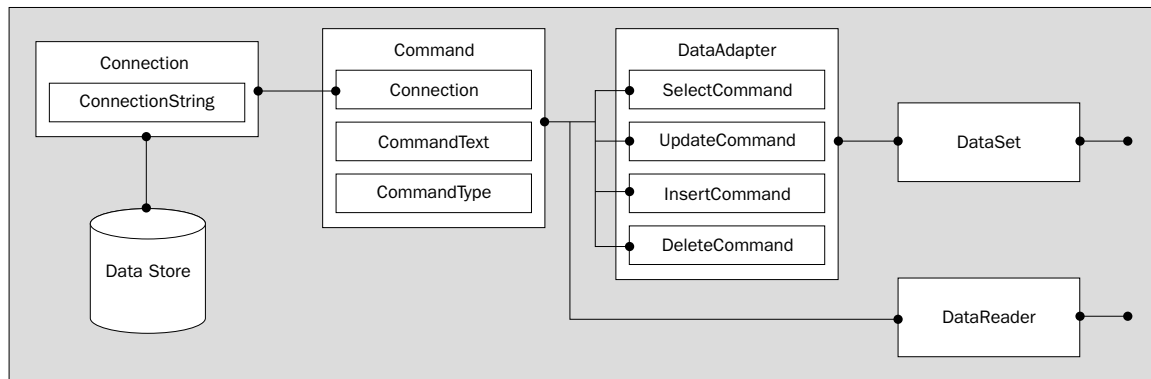 Connection
ConnectionString
Data Store
Command
Connection
CommandText
CommandType
DataAdapter
SelectCommand
UpdateCommand
InsertCommand
DeleteCommand
DataSet
DataReader